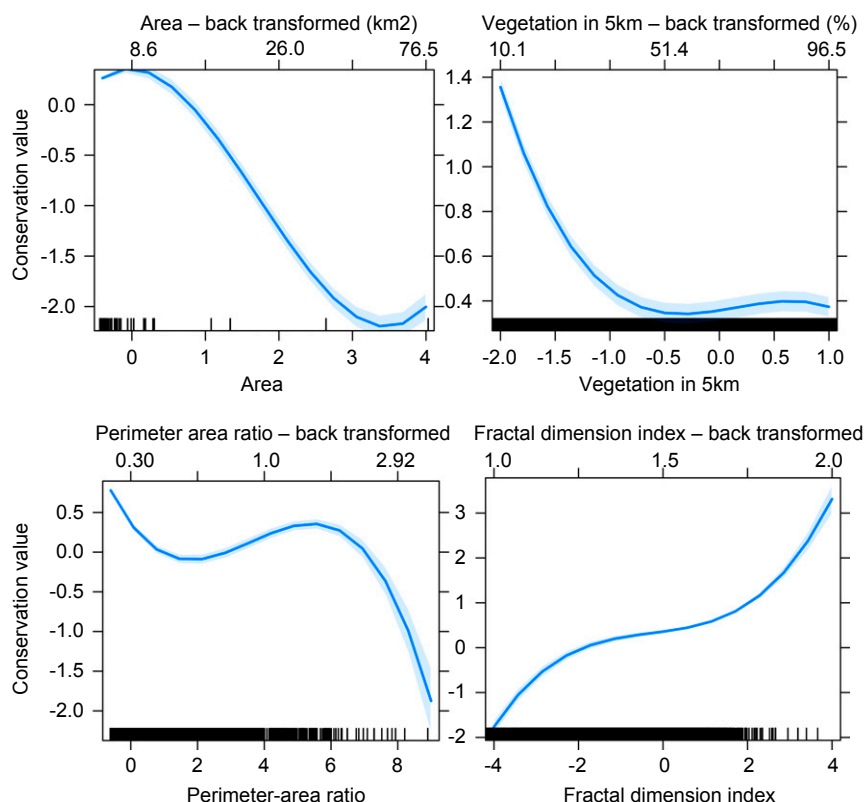 Area – back transformed (km2)
8.6 26.0 76.5
Conservation value
0.0
-0.5
-1.0
-1.5
-2.0
0 1 2 3 4
Area
Vegetation in 5km – back transformed (%)
10.1 51.4 96.5
1.4
1.2
1.0
0.8
0.6
0.4
-2.0 -1.5 -1.0 -0.5 0.0 0.5 1.0
Vegetation in 5km
Perimeter area ratio – back transformed
0.30 1.0 2.92
Conservation value
0.5
0.0
-0.5
-1.0
-1.5
-2.0
0 2 4 6 8
Perimeter-area ratio
Fractal dimension index – back transformed
1.0 1.5 2.0
3
2
1
0
-1
-2
-4 -2 0 2 4
Fractal dimension index